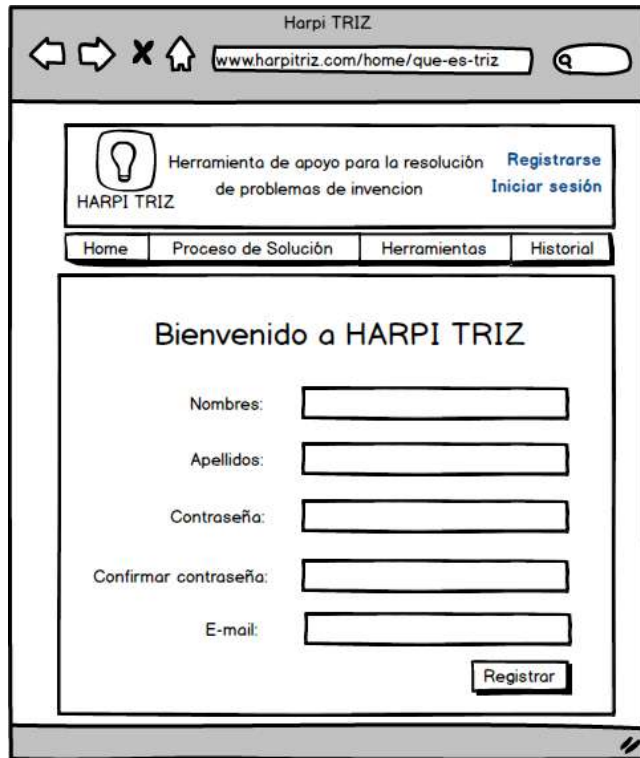 Harpi TRIZ
www.harpitriz.com/home/que-es-triz
HARPI TRIZ
Herramienta de apoyo para la resolución
de problemas de invencion
Registrarse
Iniciar sesión
Home Proceso de Solución Herramientas Historial
Bienvenido a HARPI TRIZ
Nombres:
Apellidos:
Contraseña:
Confirmar contraseña:
E-mail:
Registrar